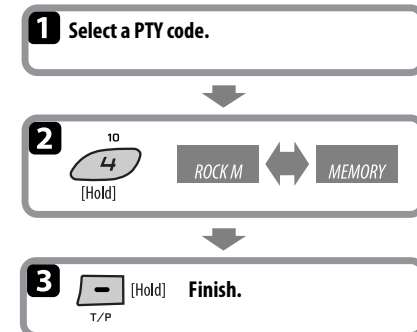 1 Select a PTY code.
2
10
4
[Hold]
ROCK M
MEMORY
3
[Hold] Finish.
T/P